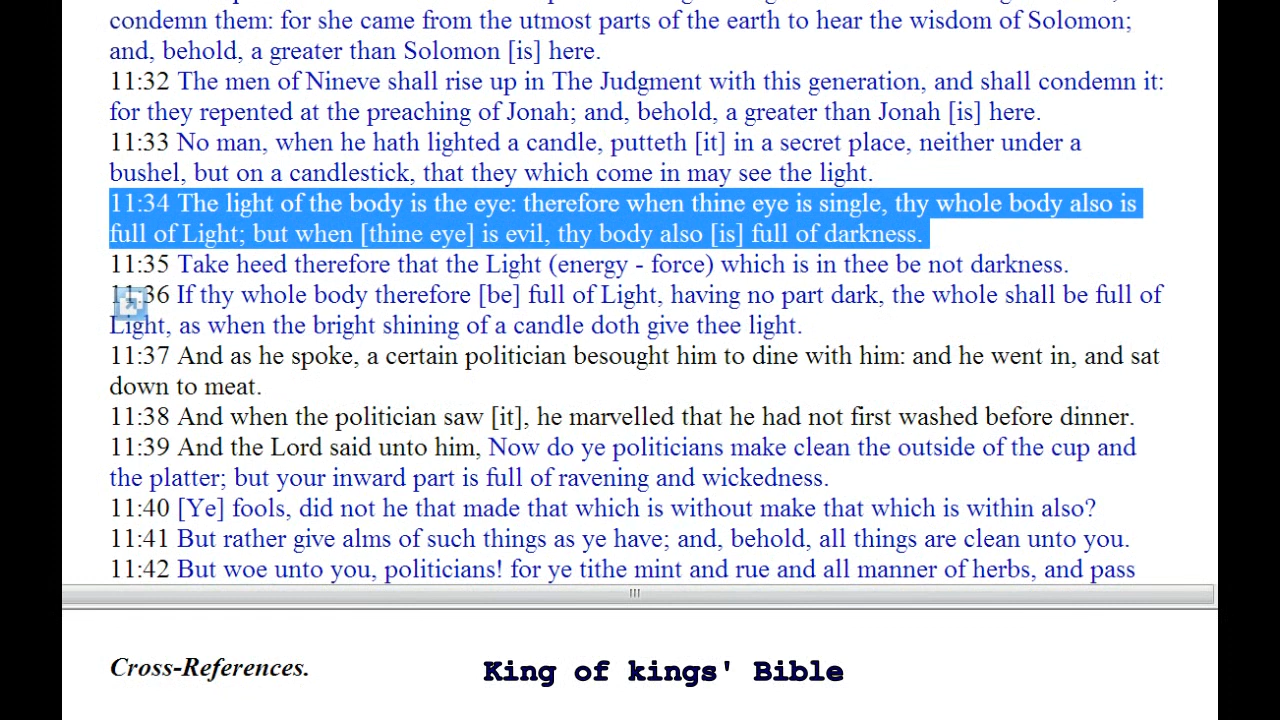 condemn them: for she came from the utmost parts of the earth to hear the wisdom of Solomon;
and, behold, a greater than Solomon [is] here.
11:32 The men of Nineve shall rise up in The Judgment with this generation, and shall condemn it:
for they repented at the preaching of Jonah; and, behold, a greater than Jonah [is] here.
11:33 No man, when he hath lighted a candle, putteth [it] in a secret place, neither under a
bushel, but on a candlestick, that they which come in may see the light.
11:34 The light of the body is the eye: therefore when thine eye is single, thy whole body also is
full of Light; but when [thine eye] is evil, thy body also [is] full of darkness.
11:35 Take heed therefore that the Light (energy - force) which is in thee be not darkness.
11:36 If thy whole body therefore [be] full of Light, having no part dark, the whole shall be full of
Light, as when the bright shining of a candle doth give thee light.
11:37 And as he spoke, a certain politician besought him to dine with him: and he went in, and sat
down to meat.
11:38 And when the politician saw [it], he marvelled that he had not first washed before dinner.
11:39 And the Lord said unto him, Now do ye politicians make clean the outside of the cup and
the platter; but your inward part is full of ravening and wickedness.
11:40 [Ye] fools, did not he that made that which is without make that which is within also?
11:41 But rather give alms of such things as ye have; and, behold, all things are clean unto you.
11:42 But woe unto you, politicians! for ye tithe mint and rue and all manner of herbs, and pass
Cross-References.
King of kings' Bible